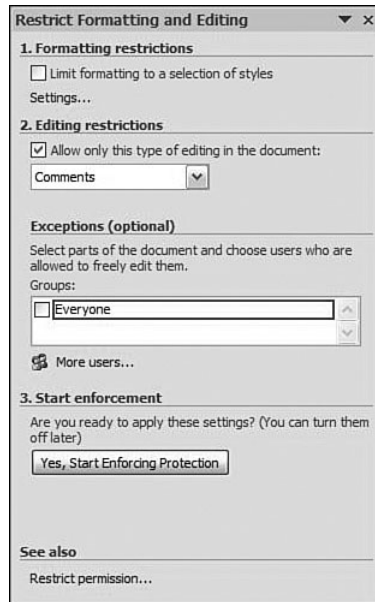 Restrict Formatting and Editing
1. Formatting restrictions
Limit formatting to a selection of styles
Settings...
2. Editing restrictions
Allow only this type of editing in the document:
Comments
Exceptions (optional)
Select parts of the document and choose users who are
allowed to freely edit them.
Groups:
Everyone
More users...
3. Start enforcement
Are you ready to apply these settings? (You can turn them
off later)
Yes, Start Enforcing Protection
See also
Restrict permission...